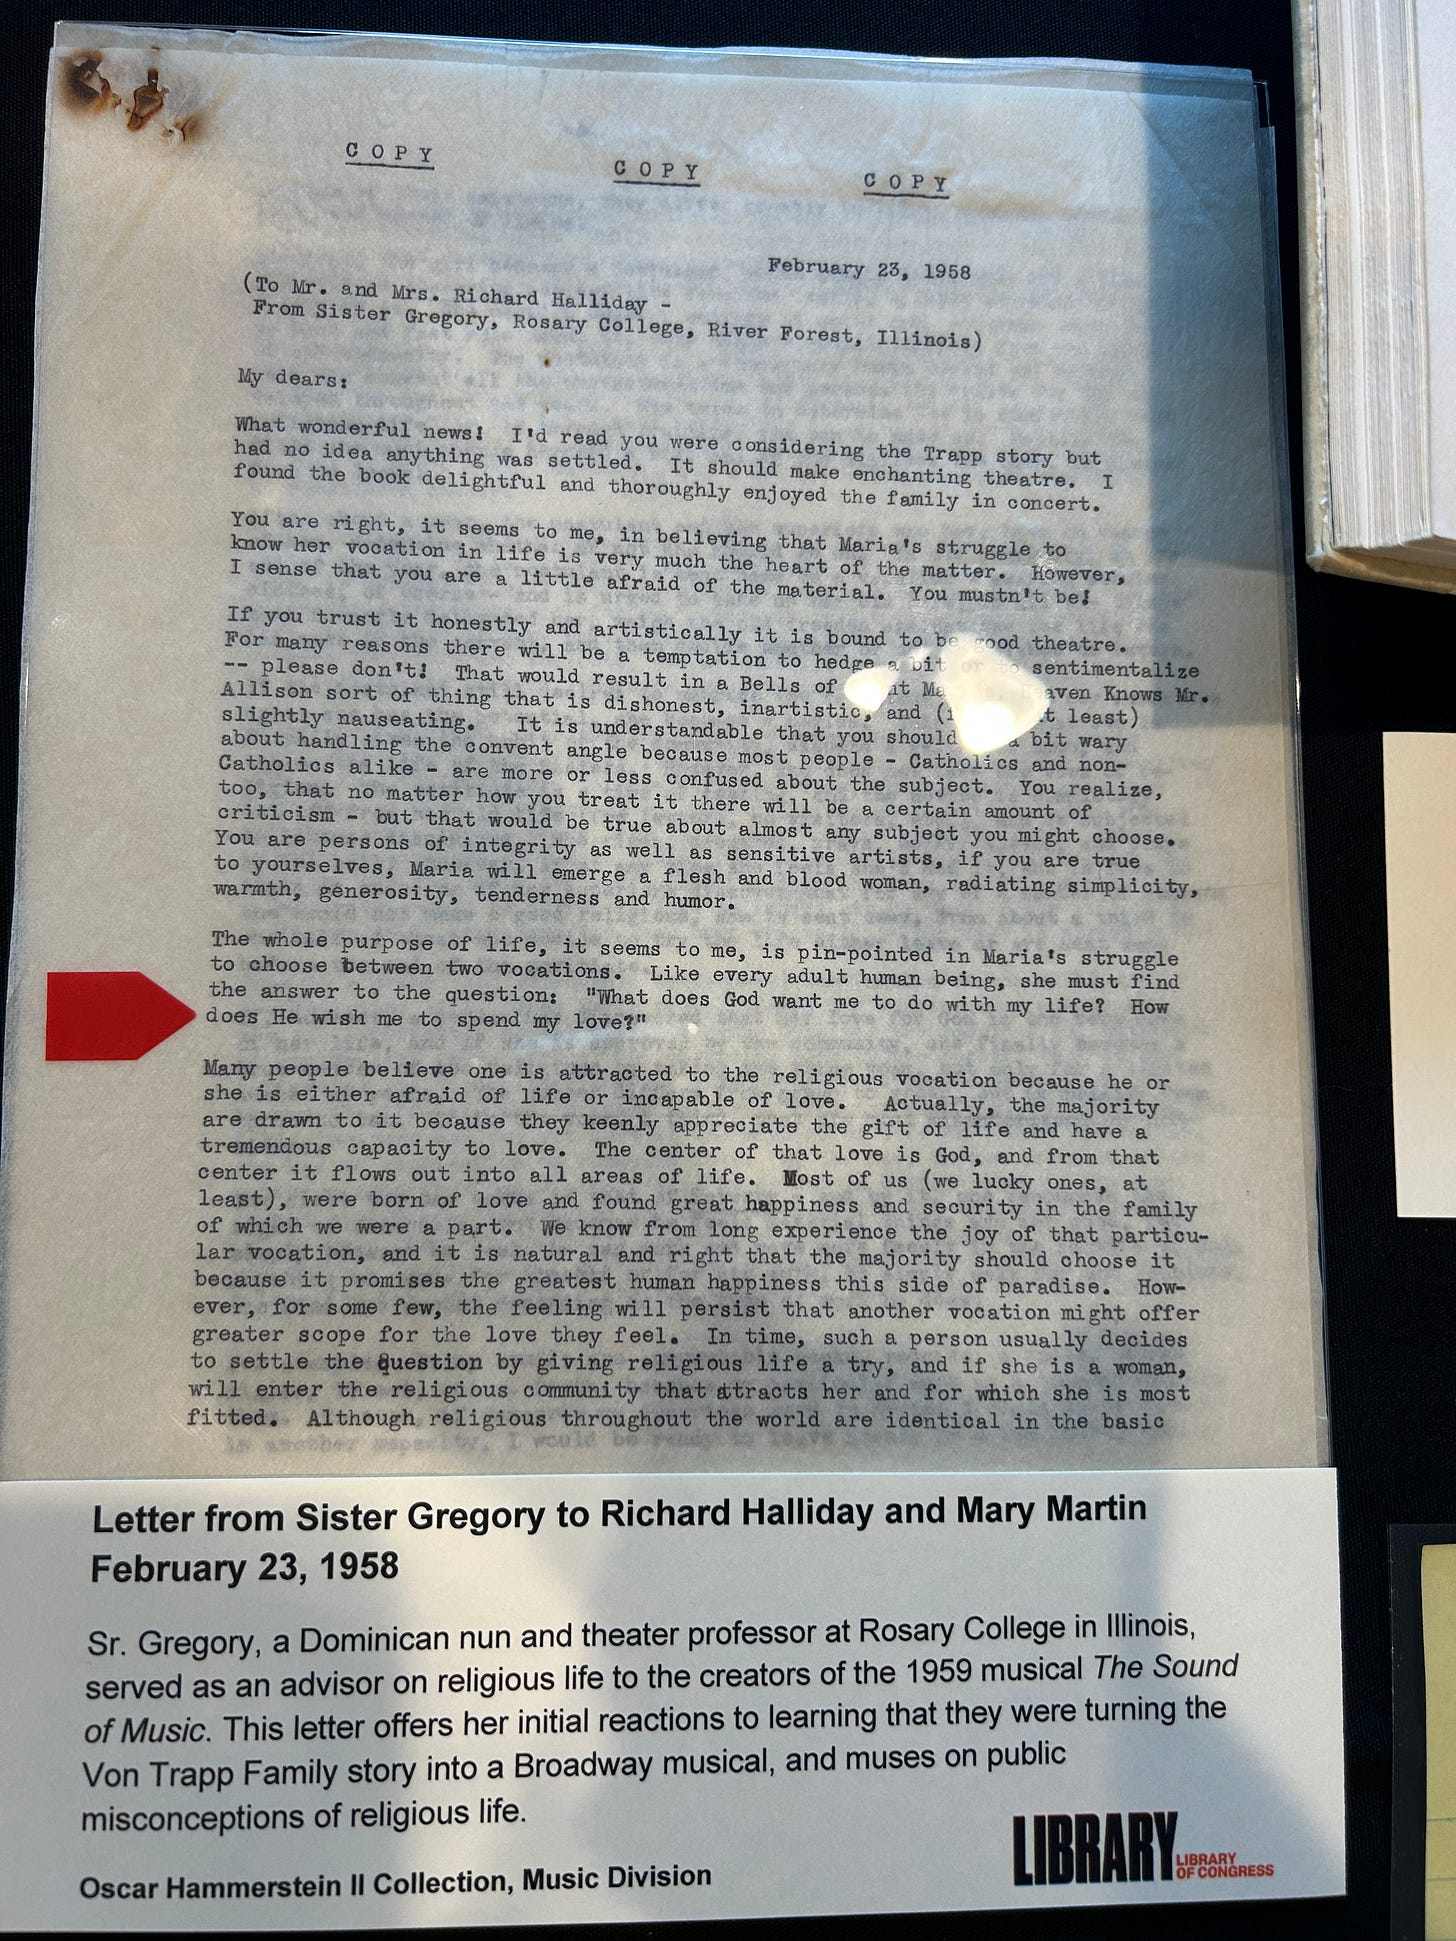 COPY COPY COPY
February 23, 1958
(To Mr. and Mrs. Richard Halliday -
From Sister Gregory, Rosary College, River Forest, Illinois)
My dears:
What wonderful news! I'd read you were considering the Trapp story but
had no idea anything was settled. It should make enchanting theatre. I
found the book delightful and thoroughly enjoyed the family in concert.
You are right, it seems to me, in believing that Maria's struggle to
know her vocation in life is very much the heart of the matter. However,
I sense that you are a little afraid of the material. You mustn't be!
If you trust it honestly and artistically it is bound to be good theatre.
For many reasons there will be a temptation to hedge a bit or to sentimentalize
-- please don't! That would result in a Bells of Heaven Knows Mr.
Allison sort of thing that is dishonest, inartistic, and least)
slightly nauseating. It is understandable that you should a bit wary
about handling the convent angle because most people - Catholics and non-
Catholics alike - are more or less confused about the subject. You realize,
too, that no matter how you treat it there will be a certain amount of
criticism - but that would be true about almost any subject you might choose.
You are persons of integrity as well as sensitive artists, if you are true
to yourselves, Maria will emerge a flesh and blood woman, radiating simplicity,
warmth, generosity, tenderness and humor.
The whole purpose of life, it seems to me, is pin-pointed in Maria's struggle
to choose between two vocations. Like every adult human being, she must find
the answer to the question: "What does God want me to do with my life? How
does He wish me to spend my love?"
Many people believe one is attracted to the religious vocation because he or
she is either afraid of life or incapable of love. Actually, the majority
are drawn to it because they keenly appreciate the gift of life and have a
tremendous capacity to love. The center of that love is God, and from that
center it flows out into all areas of life. Most of us (we lucky ones, at
least), were born of love and found great happiness and security in the family
of which we were a part. We know from long experience the joy of that particu-
lar vocation, and it is natural and right that the majority should choose it
because it promises the greatest human happiness this side of paradise. How-
ever, for some few, the feeling will persist that another vocation might offer
greater scope for the love they feel. In time, such a person usually decides
to settle the question by giving religious life a try, and if she is a woman,
will enter the religious community that attracts her and for which she is most
fitted. Although religious throughout the world are identical in the basic
Letter from Sister Gregory to Richard Halliday and Mary Martin
February 23, 1958
Sr. Gregory, a Dominican nun and theater professor at Rosary College in Illinois,
served as an advisor on religious life to the creators of the 1959 musical The Sound
of Music. This letter offers her initial reactions to learning that they were turning the
Von Trapp Family story into a Broadway musical, and muses on public
misconceptions of religious life.
Oscar Hammerstein II Collection, Music Division
LIBRARY
LIBRARY
OF CONGRESS